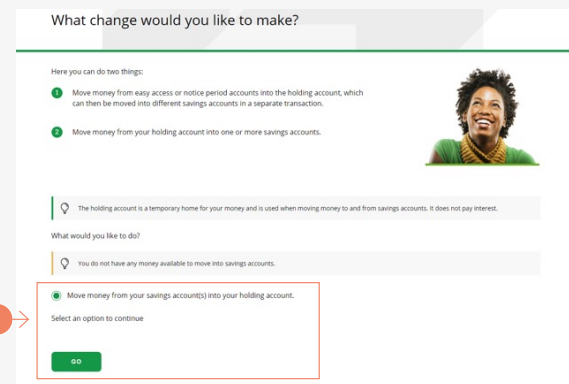 What change would you like to make?
Here you can do two things:
1 Move money from easy access or notice period accounts into the holding account, which
can then be moved into different savings accounts in a separate transaction.
2 Move money from your holding account into one or more savings accounts.
The holding account is a temporary home for your money and is used when moving money to and from savings accounts. It does not pay interest.
What would you like to do?
You do not have any money available to move into savings accounts.
Move money from your savings account(s) into your holding account.
Select an option to continue
GO